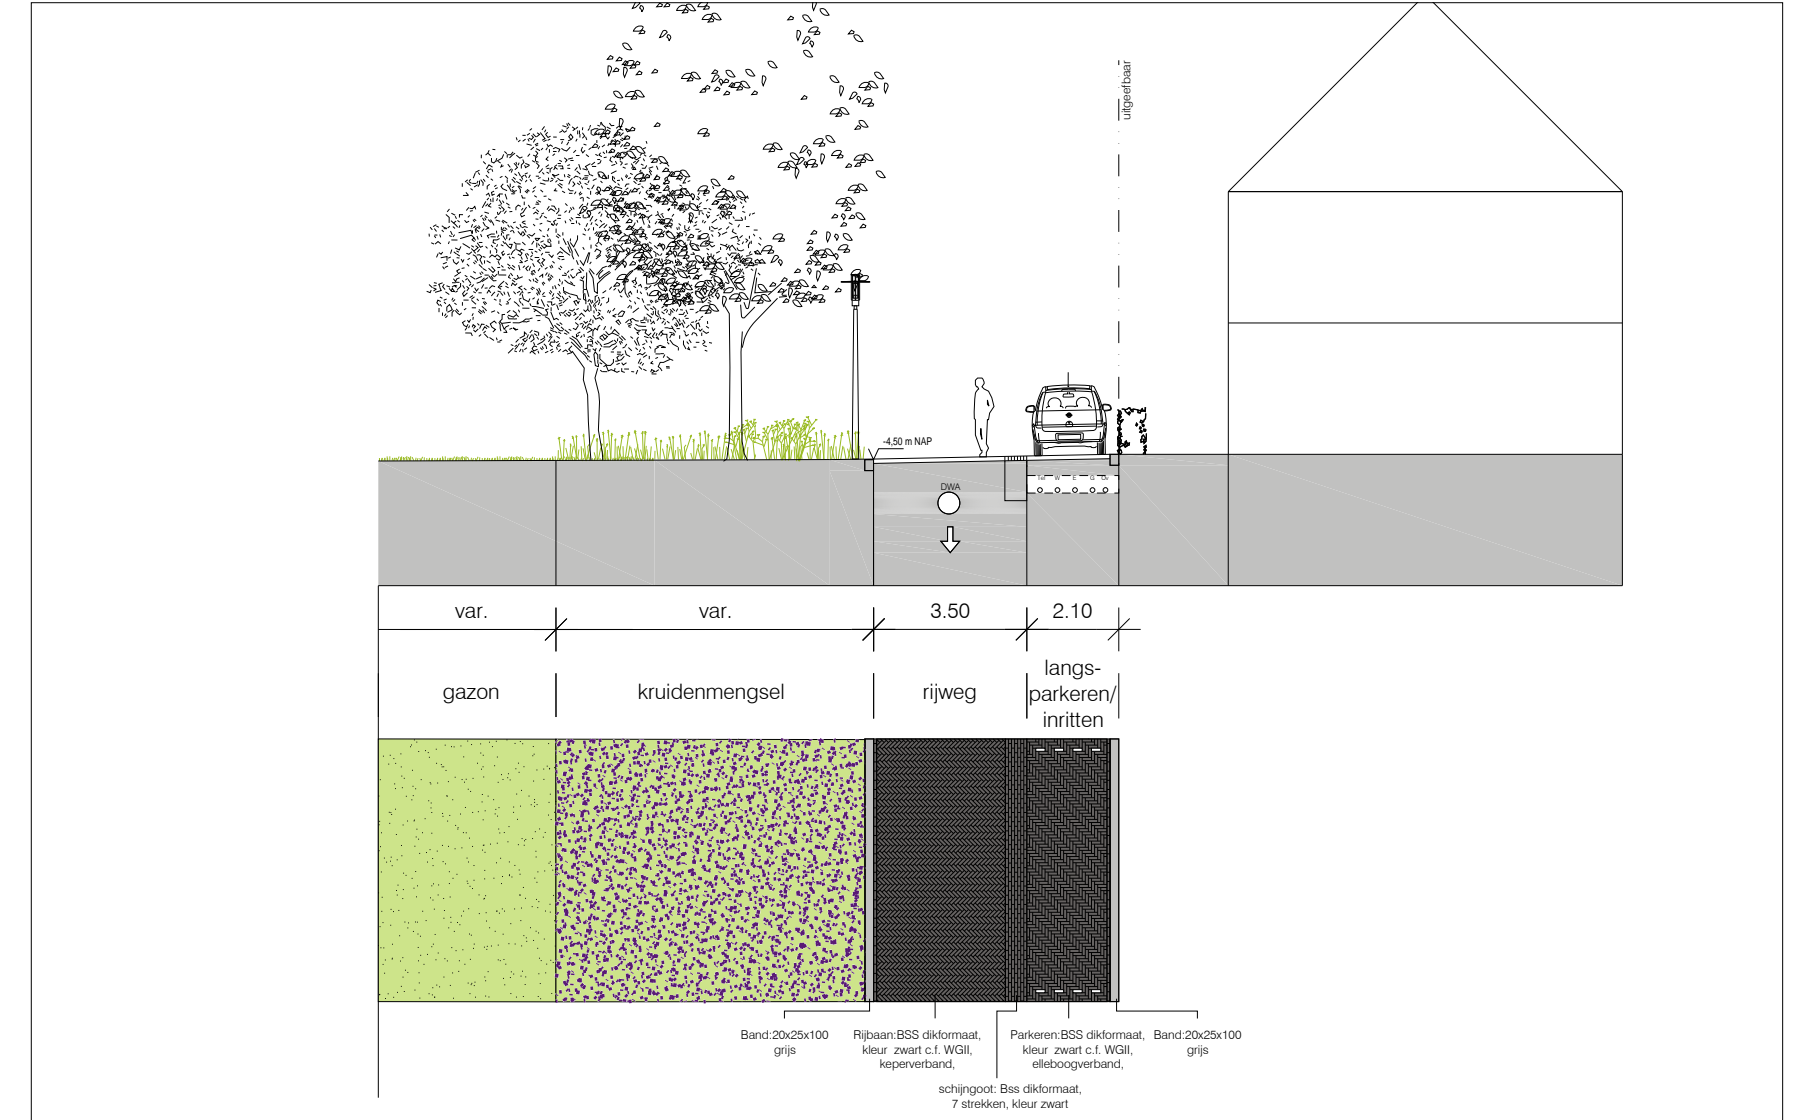 uitgeefbaar
-4,50 m NAP
DWA
Tel W E G
var.
var.
3.50
2.10
gazon
kruidenmengsel
rijweg
langs-
parkeren/
inritten
Band:20x25x100
grijs
Rijbaan:BSS dikformaat,
kleur zwart c.f. WGII,
keperverband,
Parkeren:BSS dikformaat,
kleur zwart c.f. WGII,
elleboogverband,
Band:20x25x100
grijs
schijngoot: Bss dikformaat,
7 strekken, kleur zwart